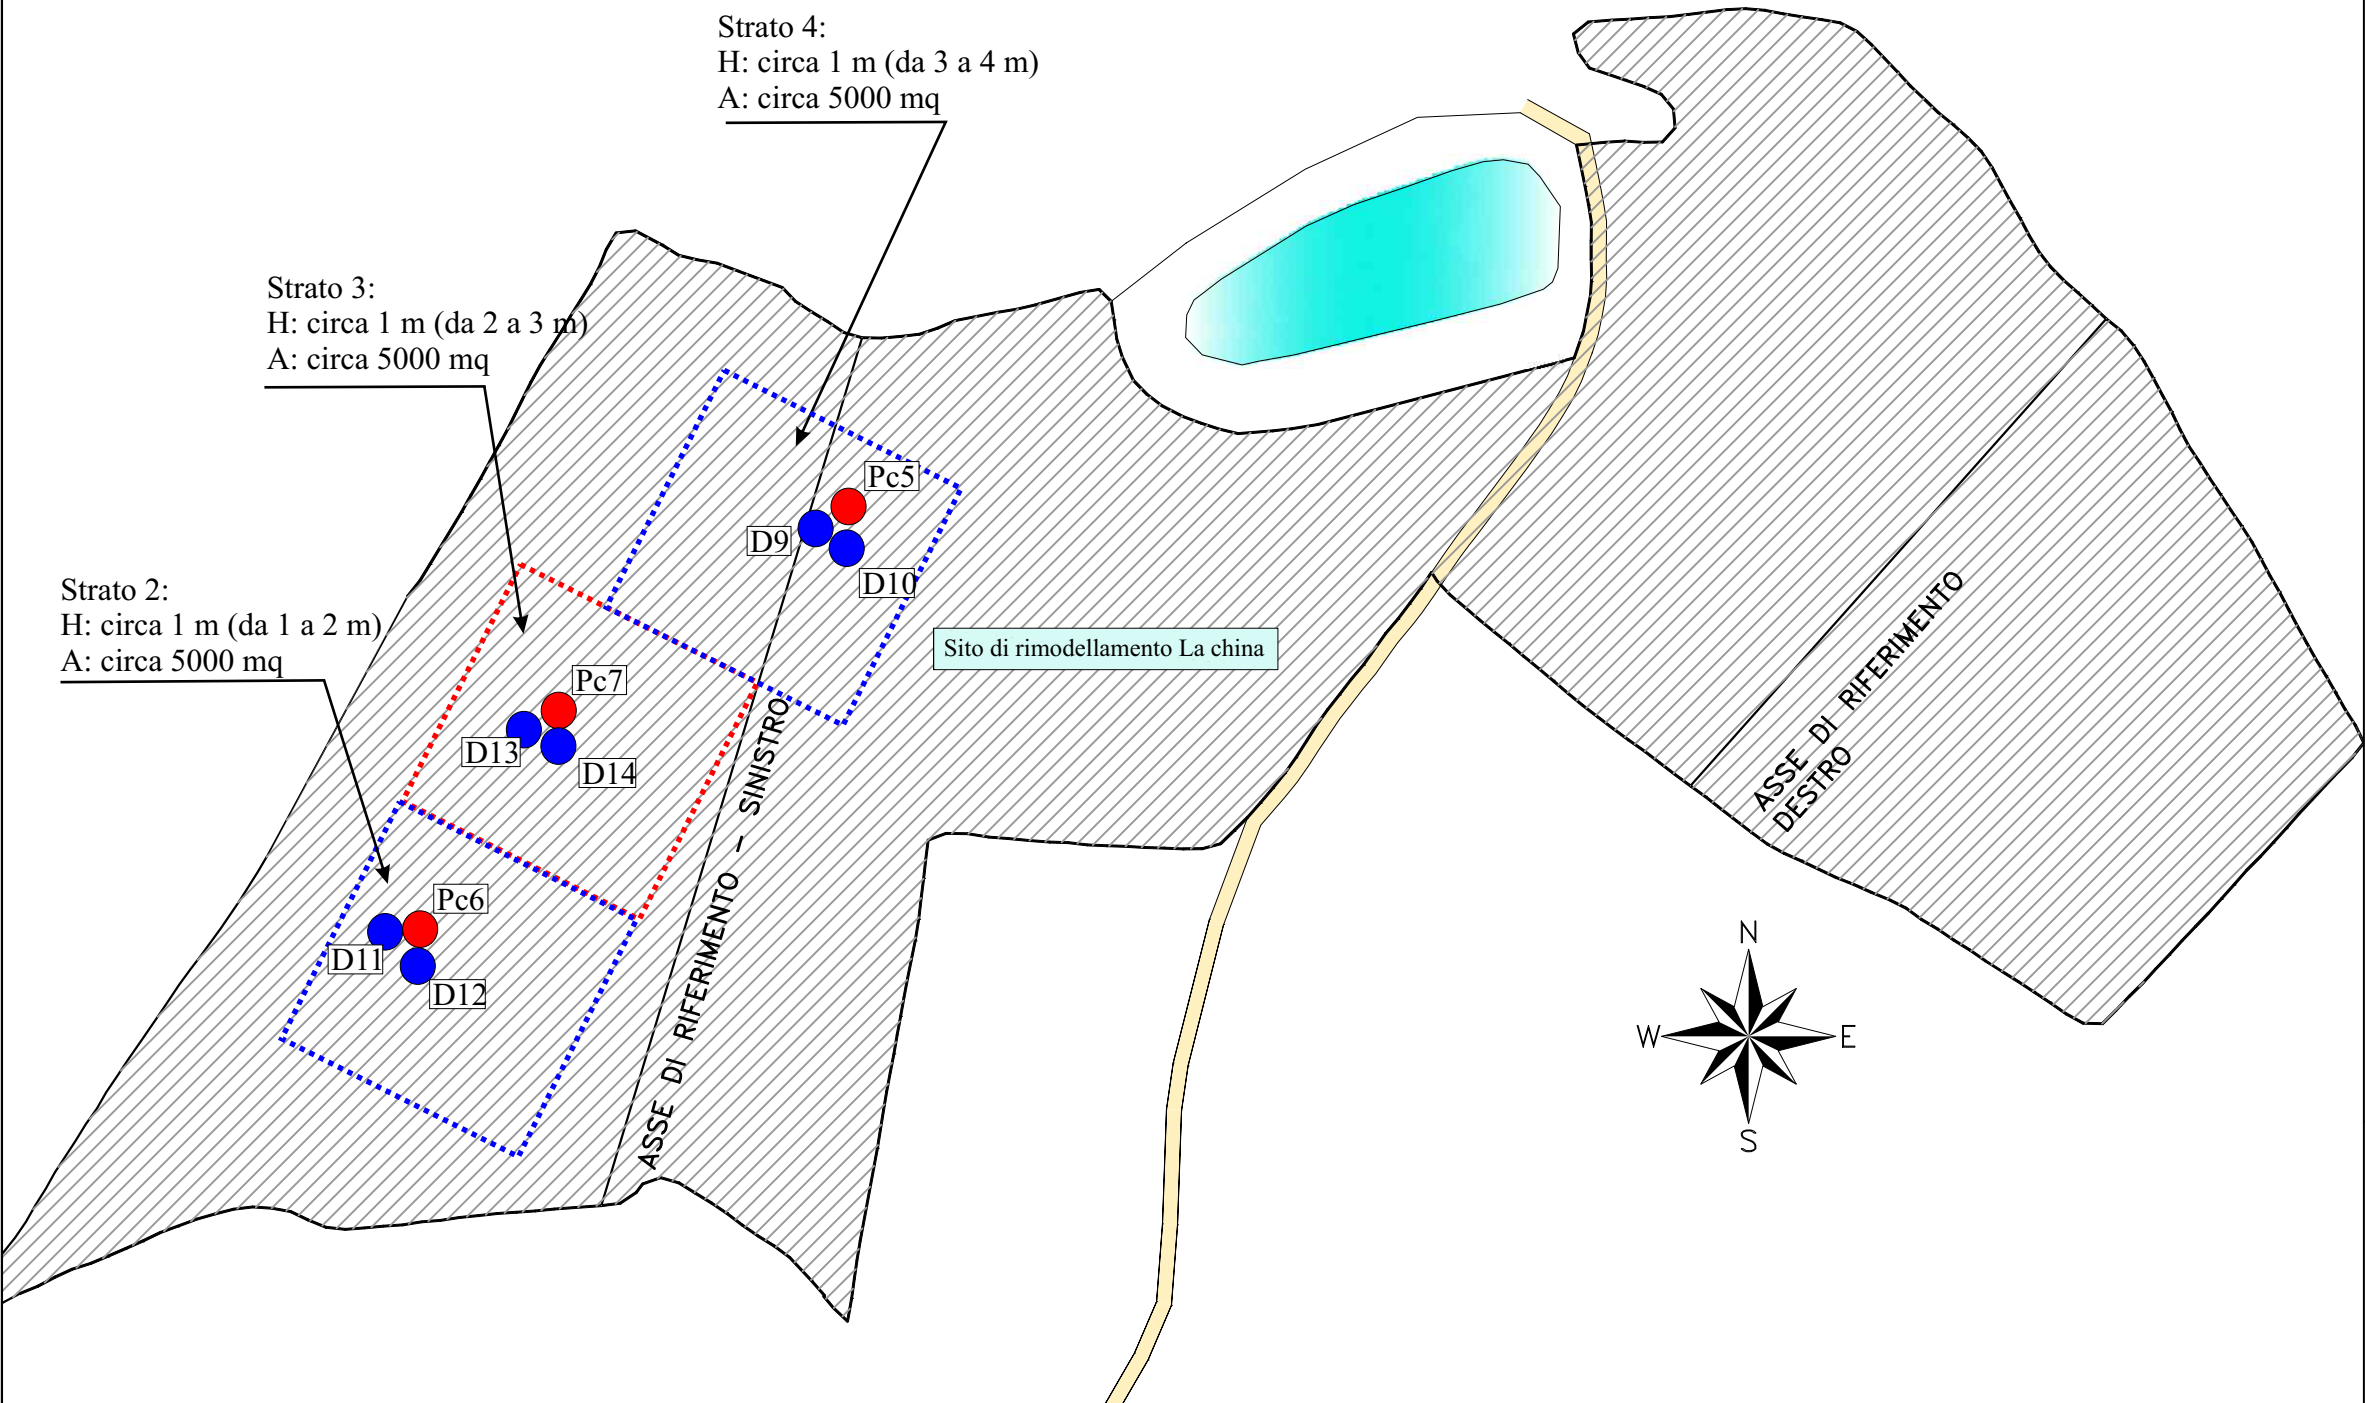 Strato 4:
H: circa 1 m (da 3 a 4 m)
A: circa 5000 mq
Strato 3:
H: circa 1 m (da 2 a 3 m)
A: circa 5000 mq
Strato 2:
H: circa 1 m (da 1 a 2 m)
A: circa 5000 mq
Pc5
D9
D10
Sito di rimodellamento La china
Pc7
D13
D14
Pc6
D11
D12
ASSE DI RIFERIMENTO - SINISTRO
ASSE DI RIFERIMENTO
DESTRO
N
W
E
S